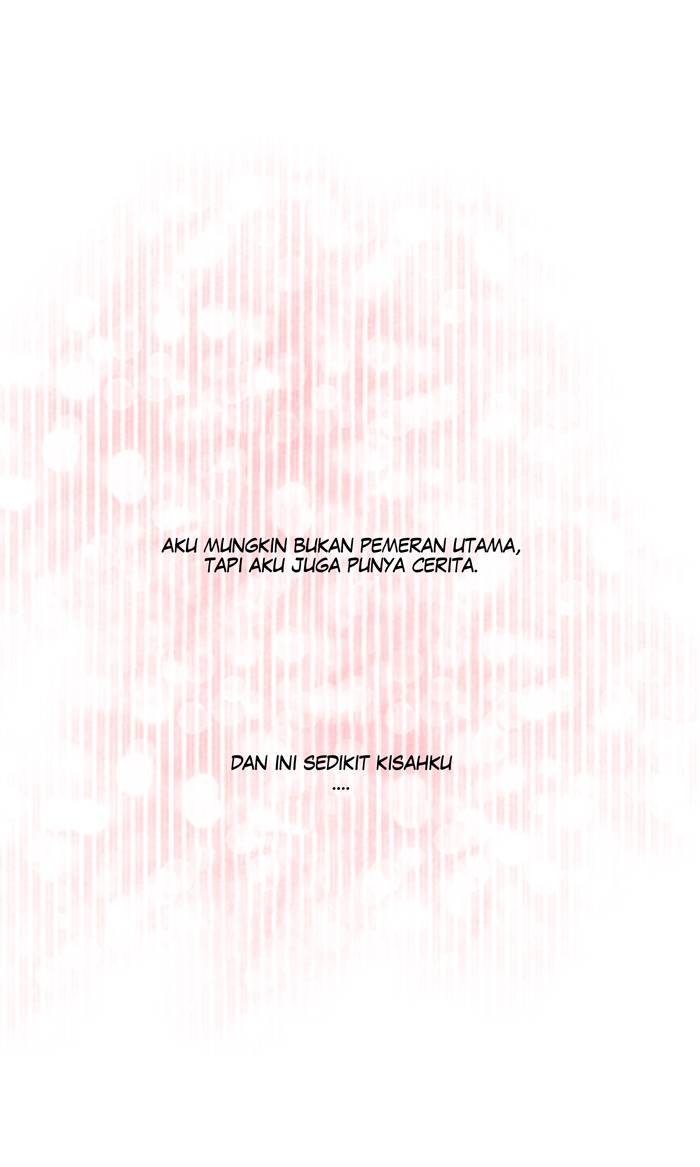 AKU MUNGKIN BUKAN PEMERAN UTAMA,
TAPI AKU JUGA PUNYA CERITA.
DAN INI SEDIKIT KISAHKU
....